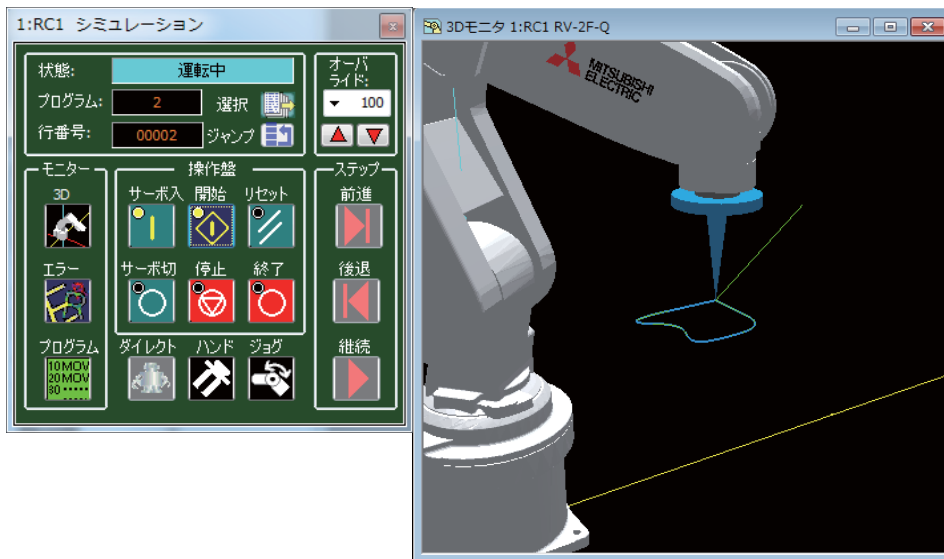 1:RC1 シミュレーション
状態:
運転中
プログラム:
2
選択
行番号:
00002
ジャンプ
オーバ
ライド:
100
モニター
3D
エラー
プログラム
10MOV
20MOV
操作盤
サーボ入
開始
リセット
サーボ切
停止
終了
ダイレクト
ハンド
ジョグ
ステップ
前進
後退
継続
3Dモニタ 1:RC1 RV-2F-Q
MITSUBISHI
ELECTRIC